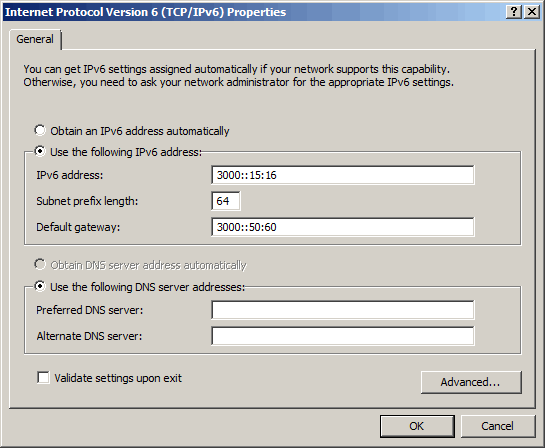 Internet Protocol Version 6 (TCP/IPv6) Properties
General
You can get IPv6 settings assigned automatically if your network supports this capability.
Otherwise, you need to ask your network administrator for the appropriate IPv6 settings.
Obtain an IPv6 address automatically
Use the following IPv6 address:
IPv6 address: 3000::15:16
Subnet prefix length: 64
Default gateway: 3000::50:60
Obtain DNS server address automatically
Use the following DNS server addresses:
Preferred DNS server:
Alternate DNS server:
Validate settings upon exit
Advanced...
OK Cancel